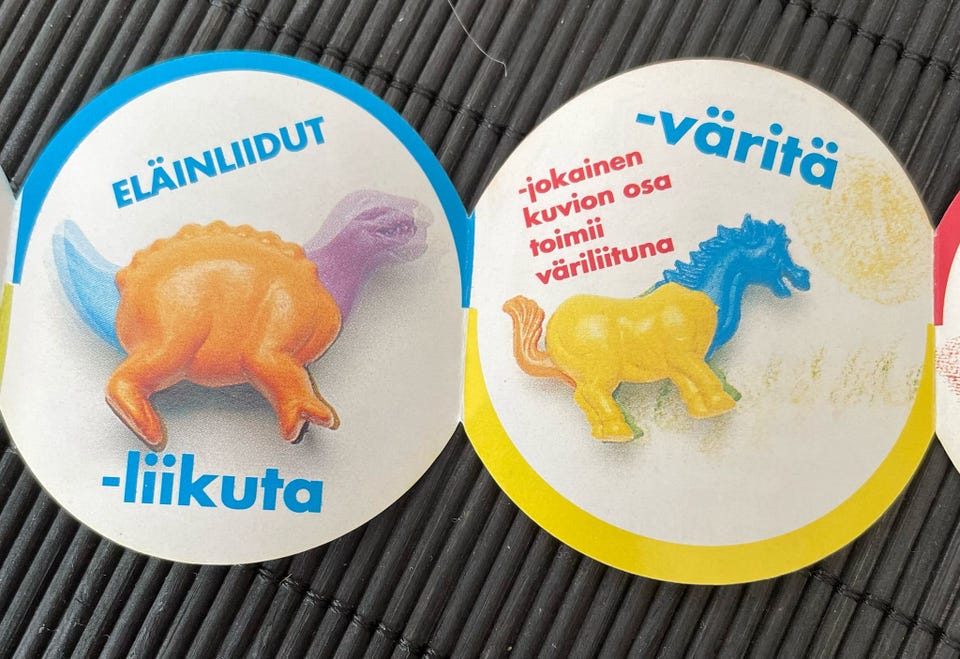 ELÄINLIIDUT
-liikuta
-väritä
-jokainen
kuvion osa
toimii
väriliituna